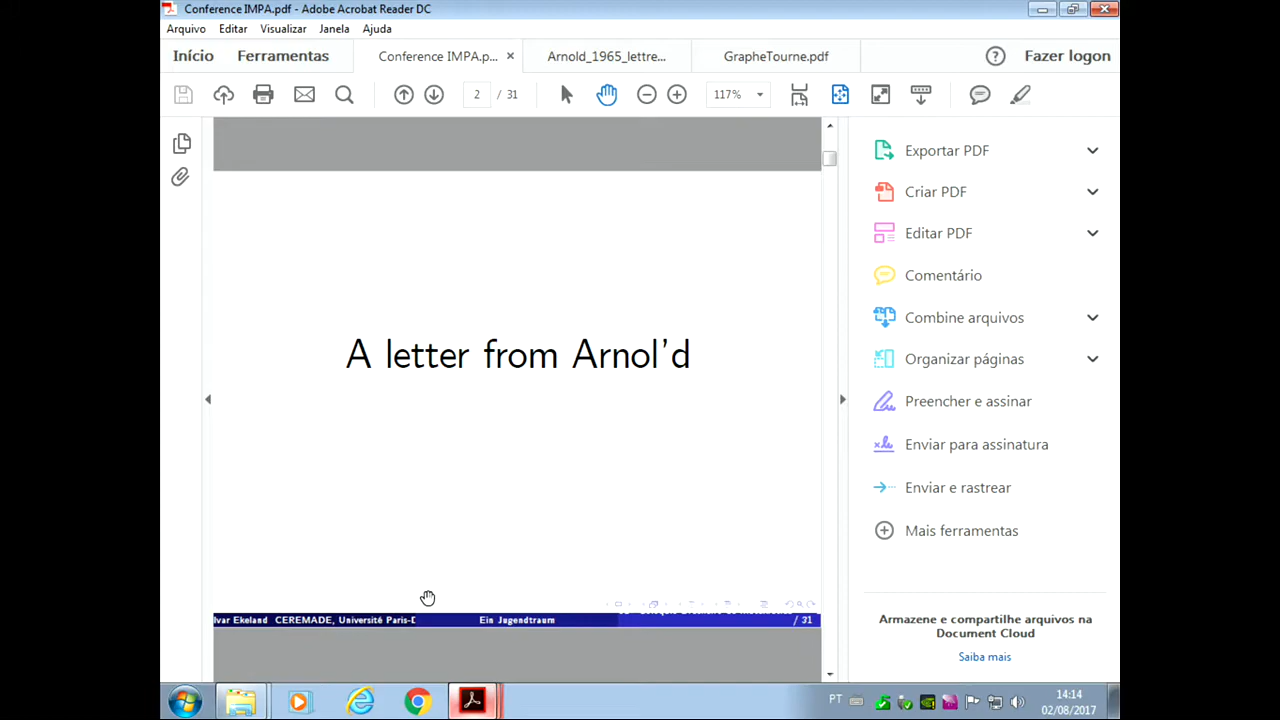 Conference IMPA.pdf - Adobe Acrobat Reader DC
Arquivo Editar Visualizar Janela Ajuda
Início Ferramentas Conference IMPA.p... Arnold_1965_lettre... GrapheTourne.pdf Fazer logon
2 / 31 117%
A letter from Arnol'd
Ivar Ekeland CEREMADE, Université Paris-D Ein Jugendtraum / 31
Exportar PDF
Criar PDF
Editar PDF
Comentário
Combine arquivos
Organizar páginas
Preencher e assinar
Enviar para assinatura
Enviar e rastrear
Mais ferramentas
Armazene e compartilhe arquivos na
Document Cloud
Saiba mais
PT 14:14
02/08/2017